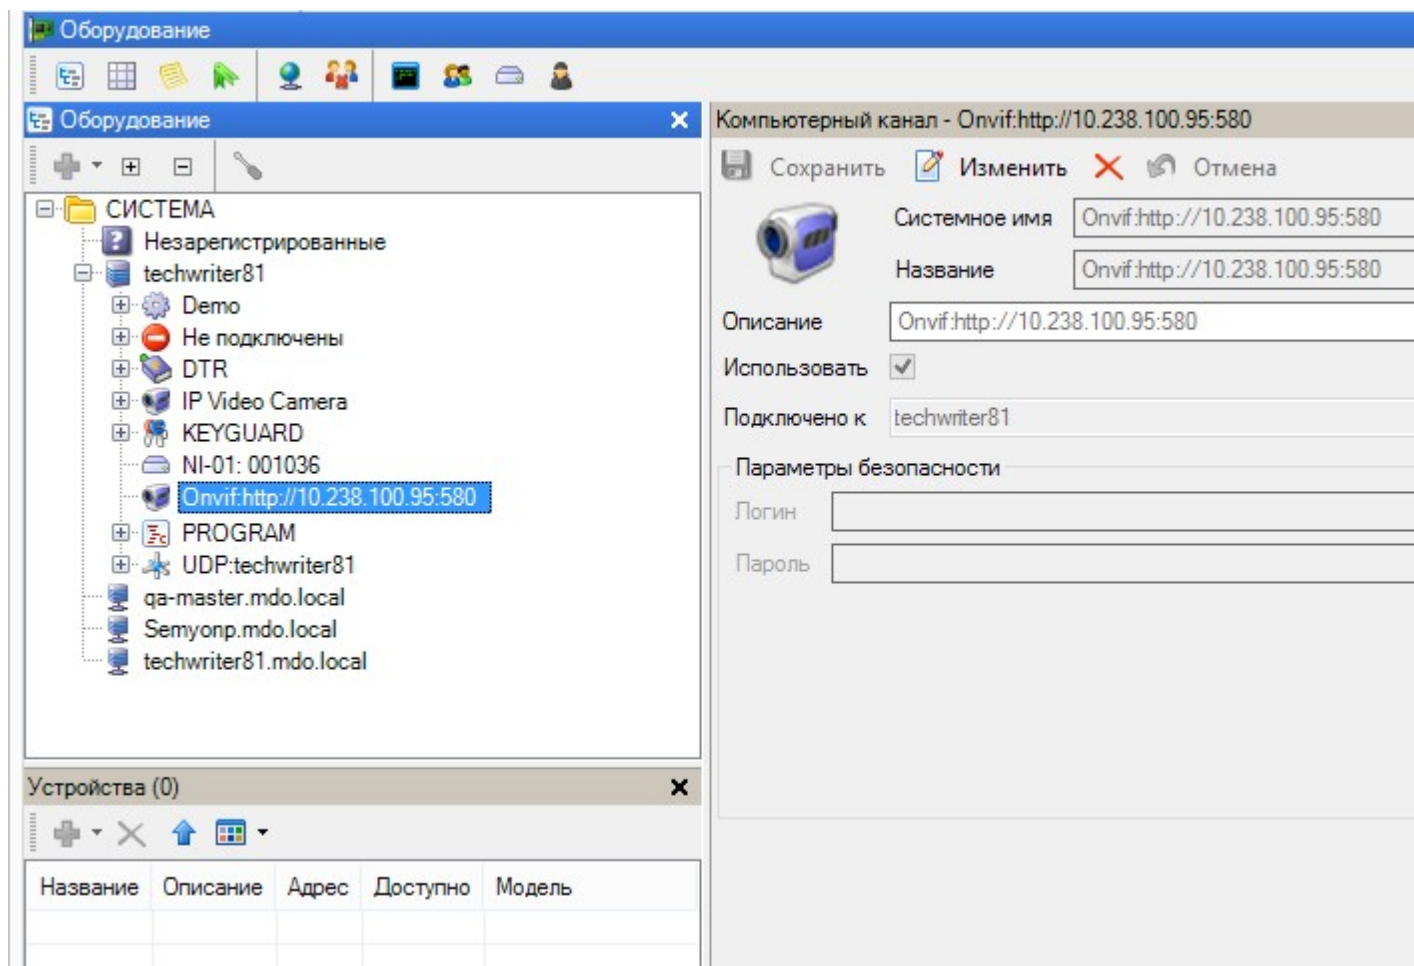 Оборудование
Оборудование
СИСТЕМА
Незарегистрированные
techwriter81
Demo
Не подключены
DTR
IP Video Camera
KEYGUARD
NI-01: 001036
Onvif:http://10.238.100.95:580
PROGRAM
UDP:techwriter81
qa-master.mdo.local
Semyonp.mdo.local
techwriter81.mdo.local
Устройства (0)
Название Описание Адрес Доступно Модель
Компьютерный канал - Onvif:http://10.238.100.95:580
Сохранить Изменить Отмена
Системное имя Onvif:http://10.238.100.95:580
Название Onvif:http://10.238.100.95:580
Описание Onvif:http://10.238.100.95:580
Использовать
Подключено к techwriter81
Параметры безопасности
Логин
Пароль